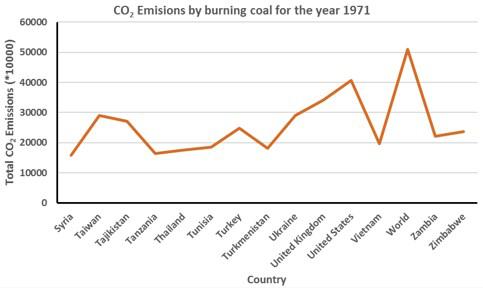 CO₂ Emisions by burning coal for the year 1971
Total CO₂ Emissions (*10000)
60000
50000
40000
30000
20000
10000
0
Syria
Taiwan
Tajikistan
Tanzania
Thailand
Tunisia
Turkey
Turkmenistan
Ukraine
United Kingdom
United States
Vietnam
World
Zambia
Zimbabwe
Country